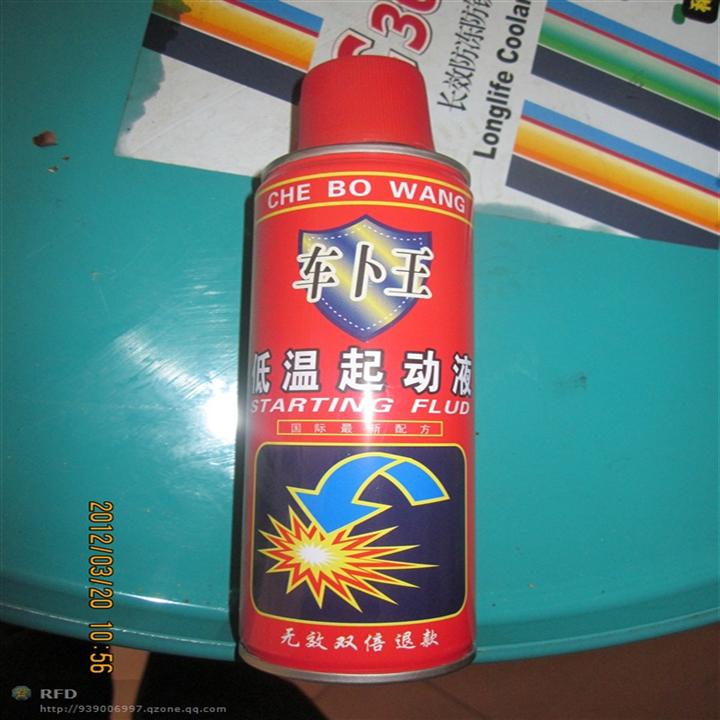 长效防冻防锈
Longlife Coolan
CHE BO WANG
车卜王
低温起动液
STARTING FLUD
国际最新配方
无效双倍退款
2012/03/20 10:56
RFD
http://939006997.qzone.qq.com